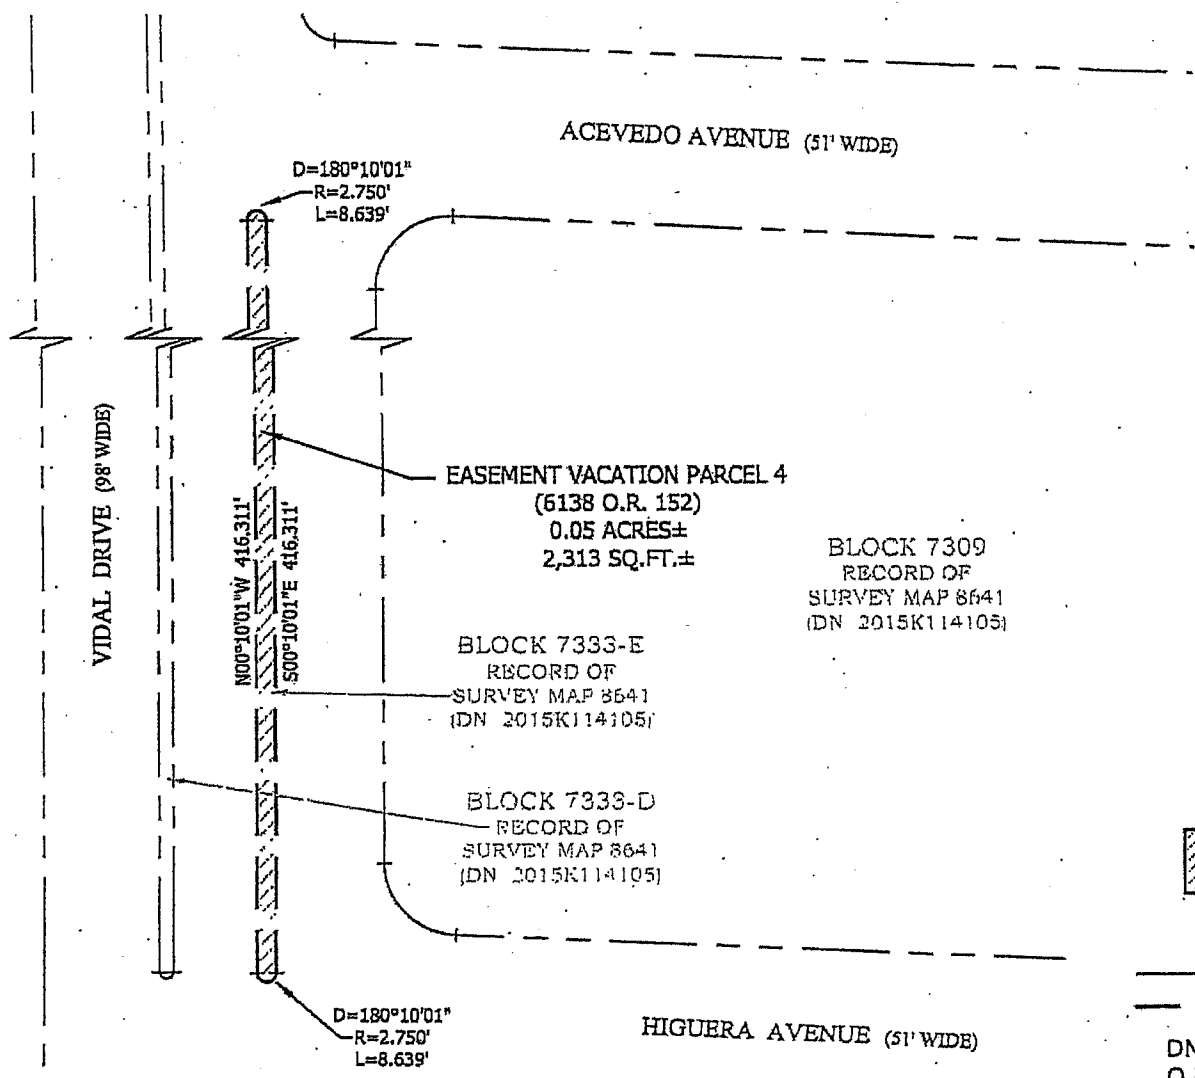 ACEVEDO AVENUE (51' WIDE)
D=180°10'01"
R=2.750'
L=8.639'
VIDAL DRIVE (98' WIDE)
N00°10'01"W 416.311'
S00°10'01"E 416.311'
EASEMENT VACATION PARCEL 4
(6138 O.R. 152)
0.05 ACRES±
2,313 SQ.FT.±
BLOCK 7309
RECORD OF
SURVEY MAP 8641
(DN 2015K114105)
BLOCK 7333-E
RECORD OF
SURVEY MAP 8641
(DN 2015K114105)
BLOCK 7333-D
RECORD OF
SURVEY MAP 8641
(DN 2015K114105)
D=180°10'01"
R=2.750'
L=8.639'
HIGUERA AVENUE (51' WIDE)
DN